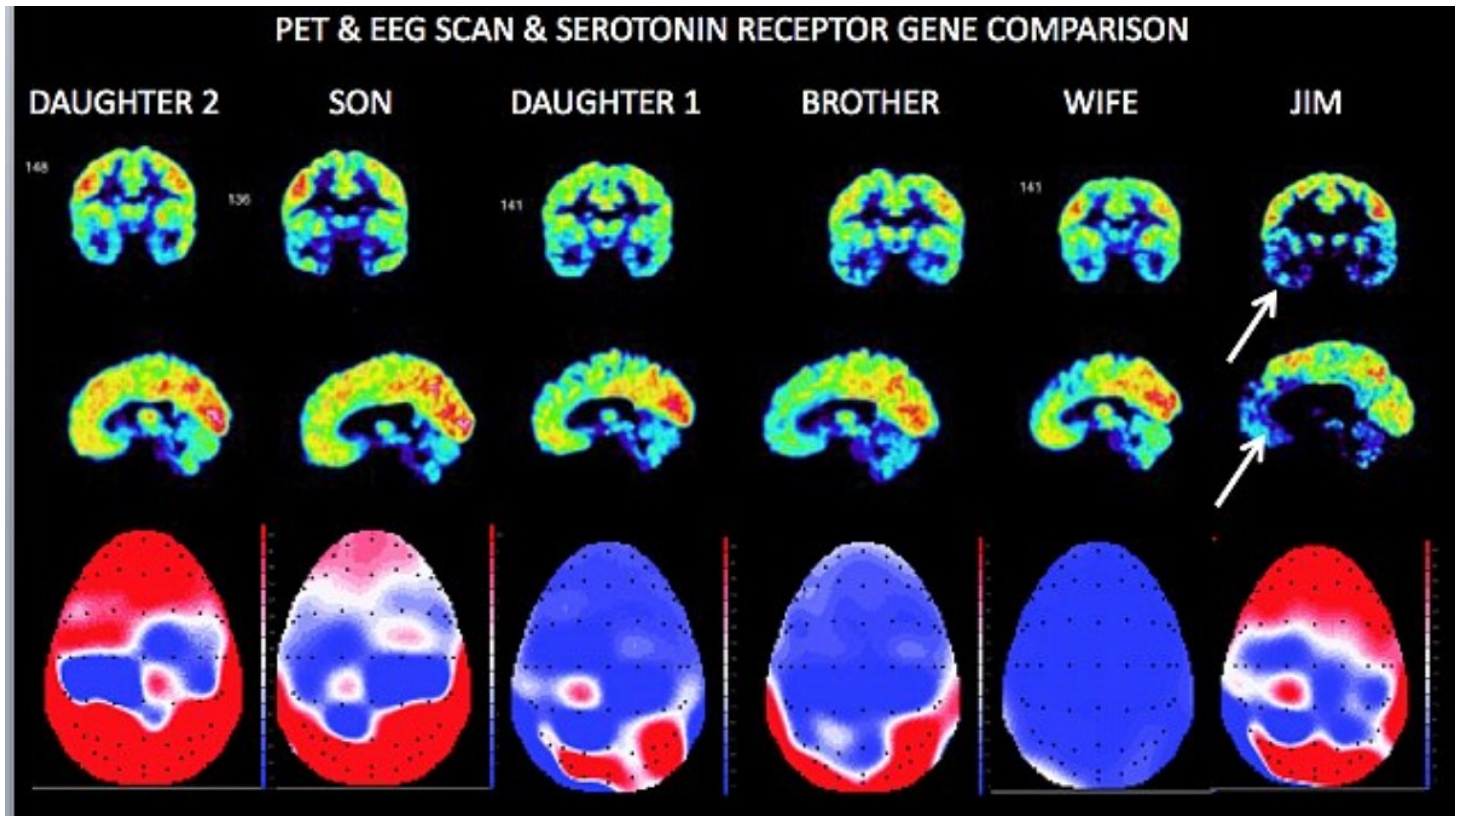 PET & EEG SCAN & SEROTONIN RECEPTOR GENE COMPARISON
DAUGHTER 2 SON DAUGHTER 1 BROTHER WIFE JIM
148
136
141
141